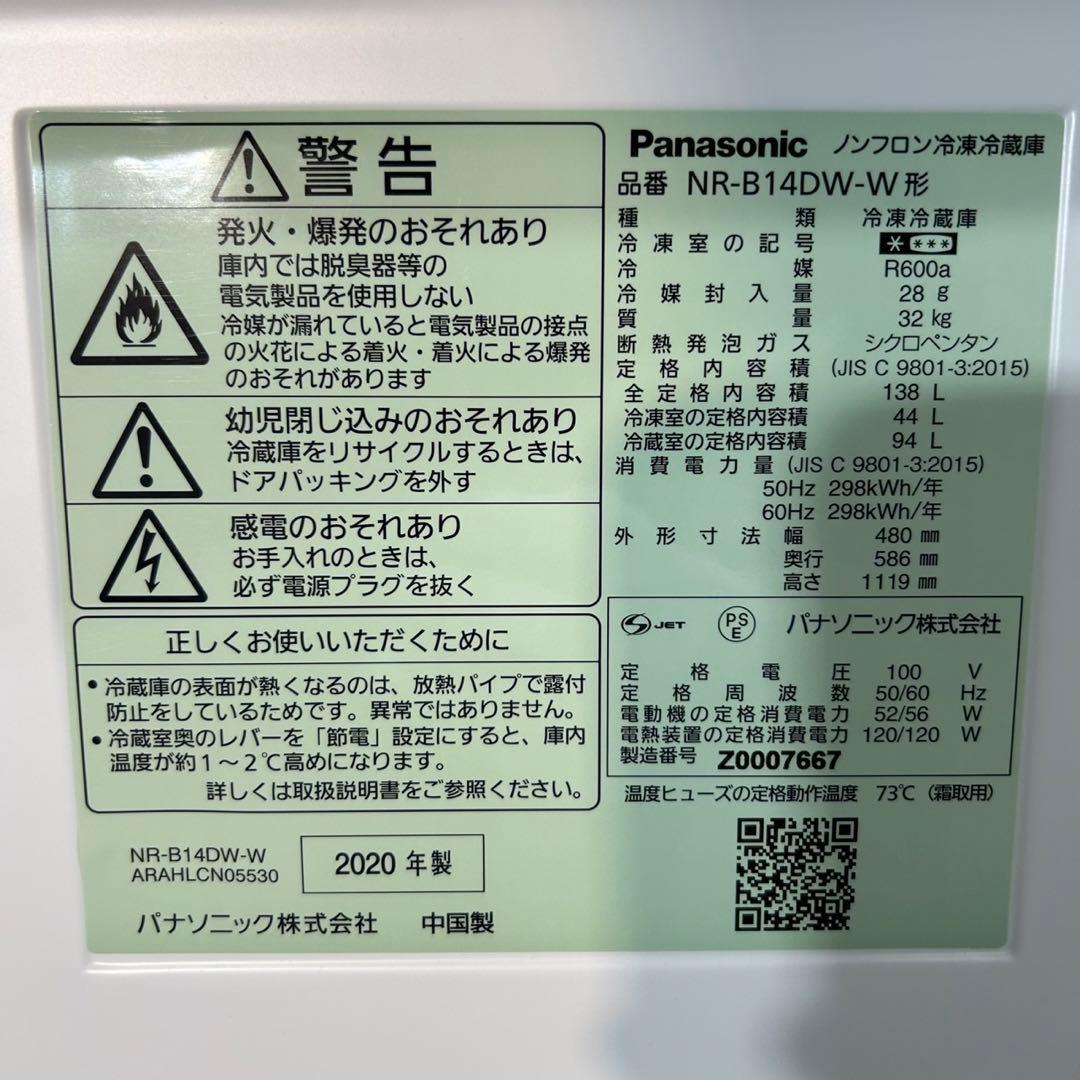 警告
発火・爆発のおそれあり
庫内では脱臭器等の
電気製品を使用しない
冷媒が漏れていると電気製品の接点
の火花による着火・着火による爆発
のおそれがあります
幼児閉じ込みのおそれあり
冷蔵庫をリサイクルするときは、
ドアパッキングを外す
感電のおそれあり
お手入れのときは、
必ず電源プラグを抜く
正しくお使いいただくために
•冷蔵庫の表面が熱くなるのは、放熱パイプで露付
防止をしているためです。異常ではありません。
•冷蔵室奥のレバーを「節電」設定にすると、庫内
温度が約1～2℃高めになります。
詳しくは取扱説明書をご参照ください。
NR-B14DW-W
ARAHLCN05530
2020年製
パナソニック株式会社 中国製
Panasonic ノンフロン冷凍冷蔵庫
品番 NR-B14DW-W形
種類 冷凍冷蔵庫
冷凍室の記号 * ***
冷媒 R600a
冷媒封入量 28 g
質量 32 kg
断熱発泡ガス シクロペンタン
定格内容積 (JIS C 9801-3:2015)
全定格内容積 138 L
冷凍室の定格内容積 44 L
冷蔵室の定格内容積 94 L
消費電力量 (JIS C 9801-3:2015)
50Hz 298kWh/年
60Hz 298kWh/年
外形寸法 幅 480 mm
奥行 586 mm
高さ 1119 mm
S JET PS E パナソニック株式会社
定格電圧 100 V
定格周波数 50/60 Hz
電動機の定格消費電力 52/56 W
電熱装置の定格消費電力 120/120 W
製造番号 Z0007667
温度ヒューズの定格動作温度 73℃（霜取用）